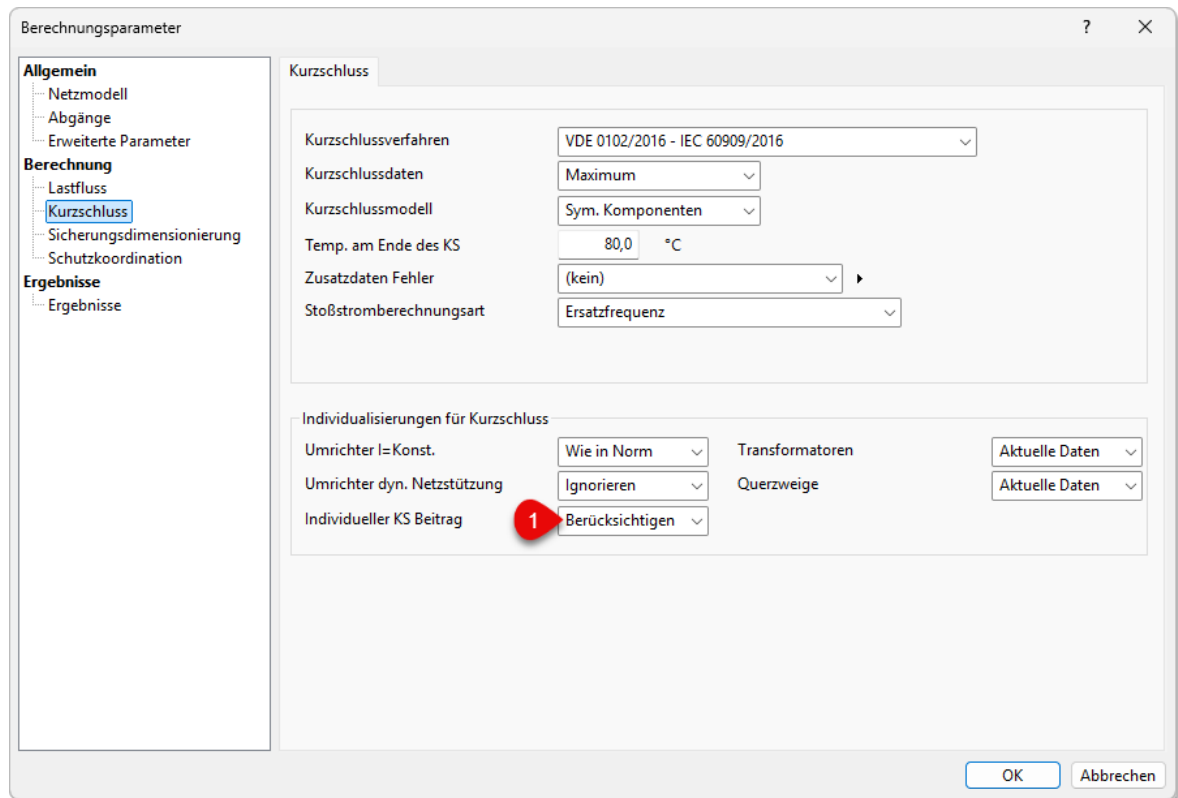 Berechnungsparameter ?
Allgemein
Netzmodell
Abgänge
Erweiterte Parameter
Berechnung
Lastfluss
Kurzschluss
Sicherungsdimensionierung
Schutzkoordination
Ergebnisse
Ergebnisse
Kurzschluss
Kurzschlussverfahren VDE 0102/2016 - IEC 60909/2016
Kurzschlussdaten Maximum
Kurzschlussmodell Sym. Komponenten
Temp. am Ende des KS 80,0 °C
Zusatzdaten Fehler (kein)
Stoßstromberechnungsart Ersatzfrequenz
Individualisierungen für Kurzschluss
Umrichter I=Konst. Wie in Norm Transformatoren Aktuelle Daten
Umrichter dyn. Netzstützung Ignorieren Querzweige Aktuelle Daten
Individueller KS Beitrag 1 Berücksichtigen
OK Abbrechen